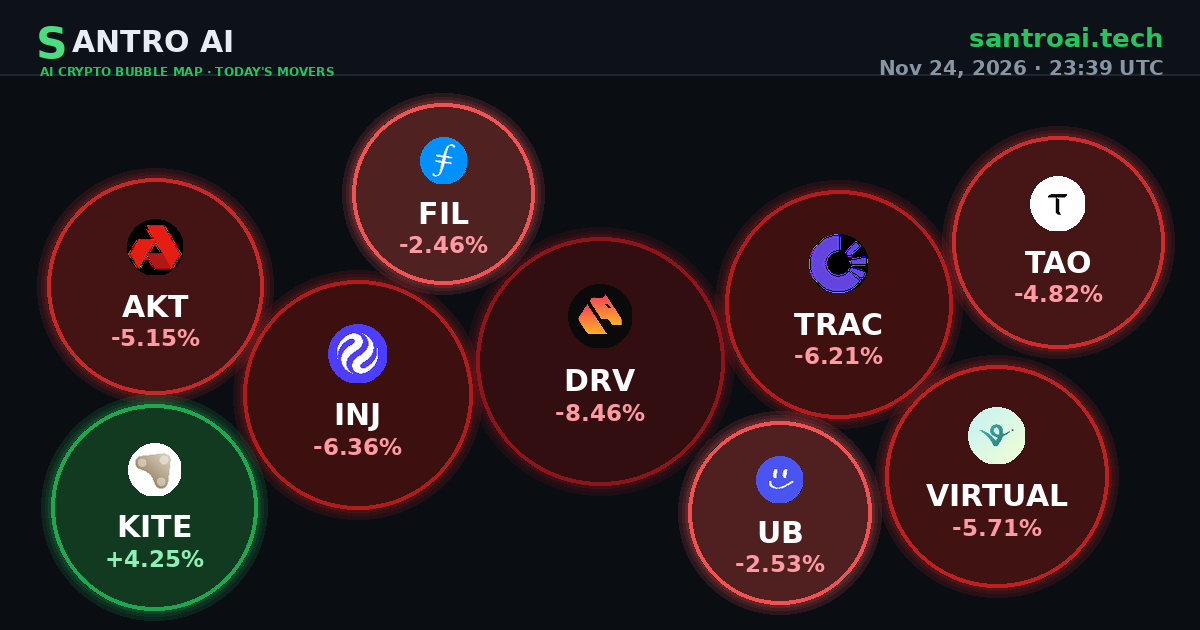 SANTRO AI
AI CRYPTO BUBBLE MAP · TODAY'S MOVERS
santroai.tech
Nov 24, 2026 · 23:39 UTC
FIL
-2.46%
AKT
-5.15%
TAO
-4.82%
TRAC
-6.21%
DRV
-8.46%
INJ
-6.36%
KITE
+4.25%
VIRTUAL
-5.71%
UB
-2.53%